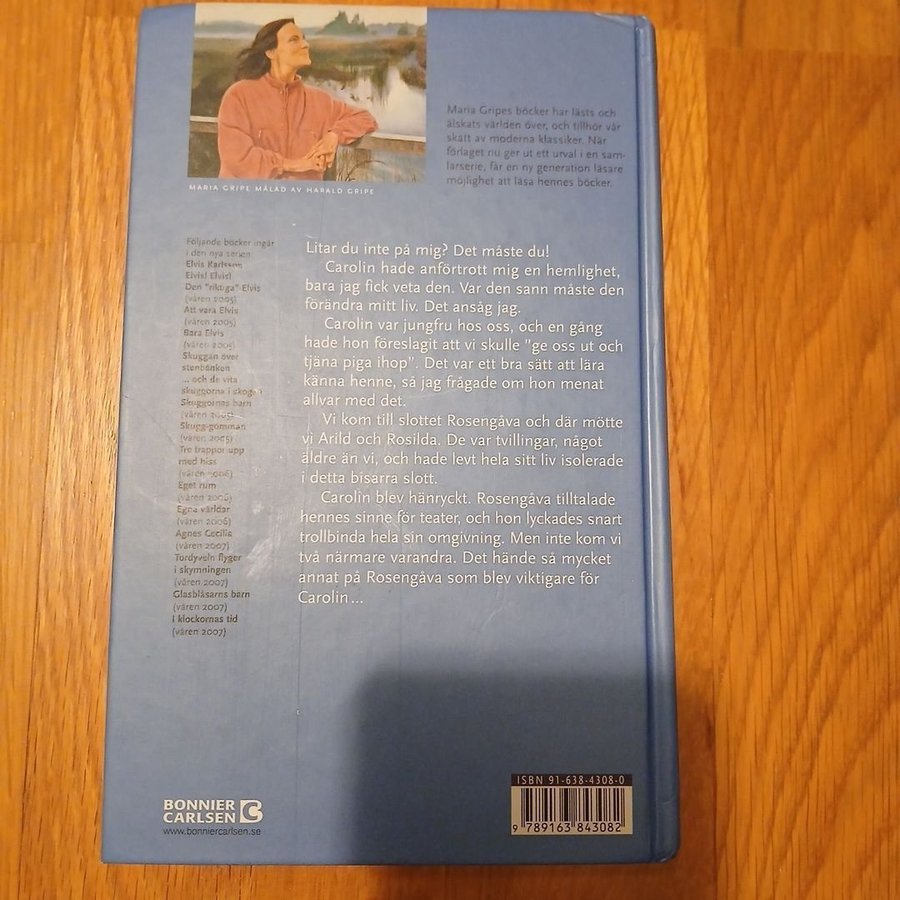 MARIA GRIPE MÅLAD AV HARALD GRIPE
Maria Gripes böcker har lästs och
älskats världen över, och tillhör vår
skatt av moderna klassiker. När
förlaget nu ger ut ett urval i en sam-
larserie, får en ny generation läsare
möjlighet att läsa hennes böcker.
Följande böcker ingår
i den nya serien
Elvis Karlsson
Elvis! Elvis!
Den "riktiga" Elvis
(våren 2005)
Att vara Elvis
(våren 2005)
Bara Elvis
(våren 2005)
Skuggan över
stenbänken
... och de vita
skuggorna i skogen
Skuggornas barn
(våren 2005)
Skugg-gömman
(våren 2005)
Tre trappor upp
med hiss
(våren 2006)
Eget rum
(våren 2006)
Egna världar
(våren 2006)
Agnes Cecilia
(våren 2007)
Tordyveln flyger
i skymningen
(våren 2007)
Glasblåsarns barn
(våren 2007)
I klockornas tid
(våren 2007)
Litar du inte på mig? Det måste du!
Carolin hade anförtrott mig en hemlighet,
bara jag fick veta den. Var den sann måste den
förändra mitt liv. Det ansåg jag.
Carolin var jungfru hos oss, och en gång
hade hon föreslagit att vi skulle "ge oss ut och
tjäna piga ihop". Det var ett bra sätt att lära
känna henne, så jag frågade om hon menat
allvar med det.
Vi kom till slottet Rosengåva och där mötte
vi Arild och Rosilda. De var tvillingar, något
äldre än vi, och hade levt hela sitt liv isolerade
i detta bisarra slott.
Carolin blev hänryckt. Rosengåva tilltalade
hennes sinne för teater, och hon lyckades snart
trollbinda hela sin omgivning. Men inte kom vi
två närmare varandra. Det hände så mycket
annat på Rosengåva som blev viktigare för
Carolin...
BONNIER
CARLSEN
www.bonniercarlsen.se
ISBN 91-638-4308-0
9 789163 843082